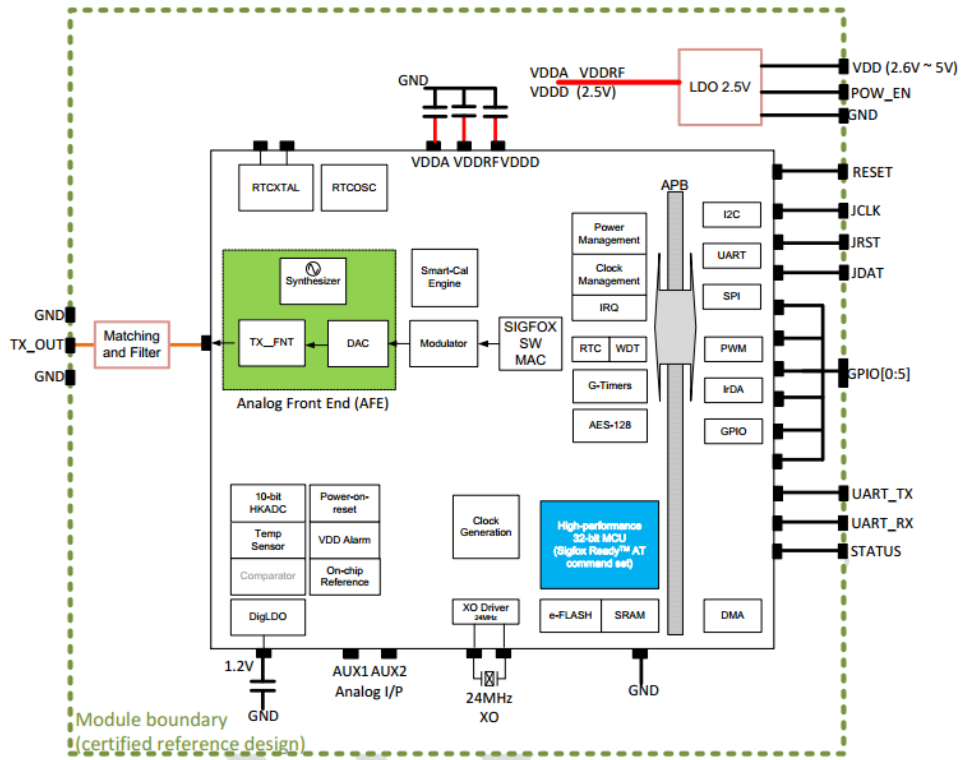 GND
VDDA VDDRF
VDDD (2.5V)
LDO 2.5V
VDD (2.6V ~ 5V)
POW_EN
GND
VDDA VDDRF VDDD
RTCXTAL
RTCOSC
APB
RESET
JCLK
JRST
JDAT
I2C
UART
SPI
PWM
IrDA
GPIO
GPIO[0:5]
Power
Management
Clock
Management
IRQ
RTC
WDT
G-Timers
AES-128
Synthesizer
Smart-Cal
Engine
GND
TX_OUT
GND
Matching
and Filter
TX_FNT
DAC
Modulator
SIGFOX
SW
MAC
Analog Front End (AFE)
10-bit
HKADC
Power-on-
reset
Temp
Sensor
VDD Alarm
Comparator
On-chip
Reference
DigLDO
Clock
Generation
High-performance
32-bit MCU
(Sigfox Ready™ AT
command set)
UART_TX
UART_RX
STATUS
XO Driver
24MHz
e-FLASH
SRAM
DMA
1.2V
GND
AUX1 AUX2
Analog I/P
24MHz
XO
GND
Module boundary
(certified reference design)